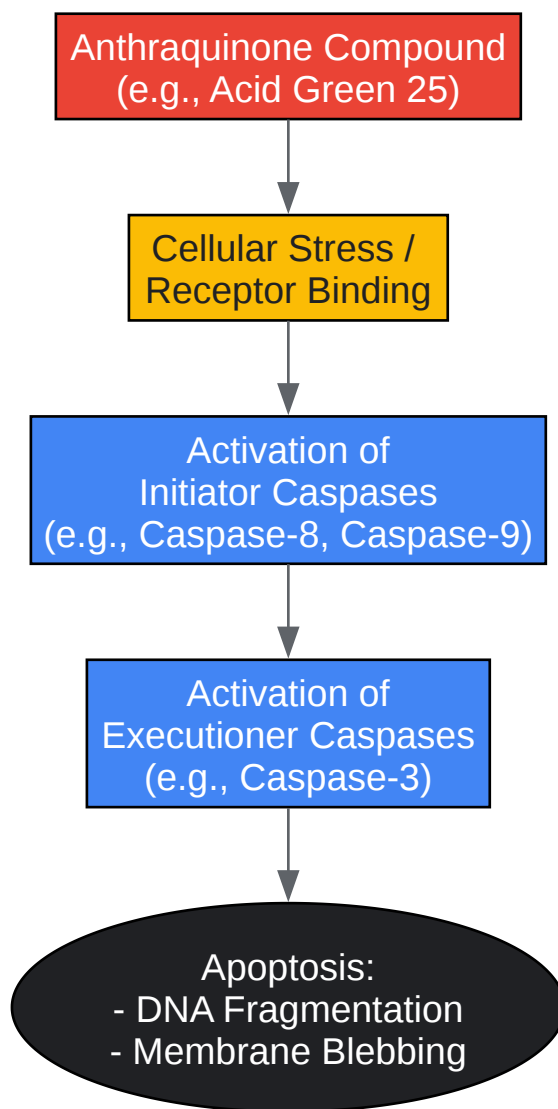 Anthraquinone Compound
(e.g., Acid Green 25)
Cellular Stress /
Receptor Binding
Activation of
Initiator Caspases
(e.g., Caspase-8, Caspase-9)
Activation of
Executioner Caspases
(e.g., Caspase-3)
Apoptosis:
- DNA Fragmentation
- Membrane Blebbing